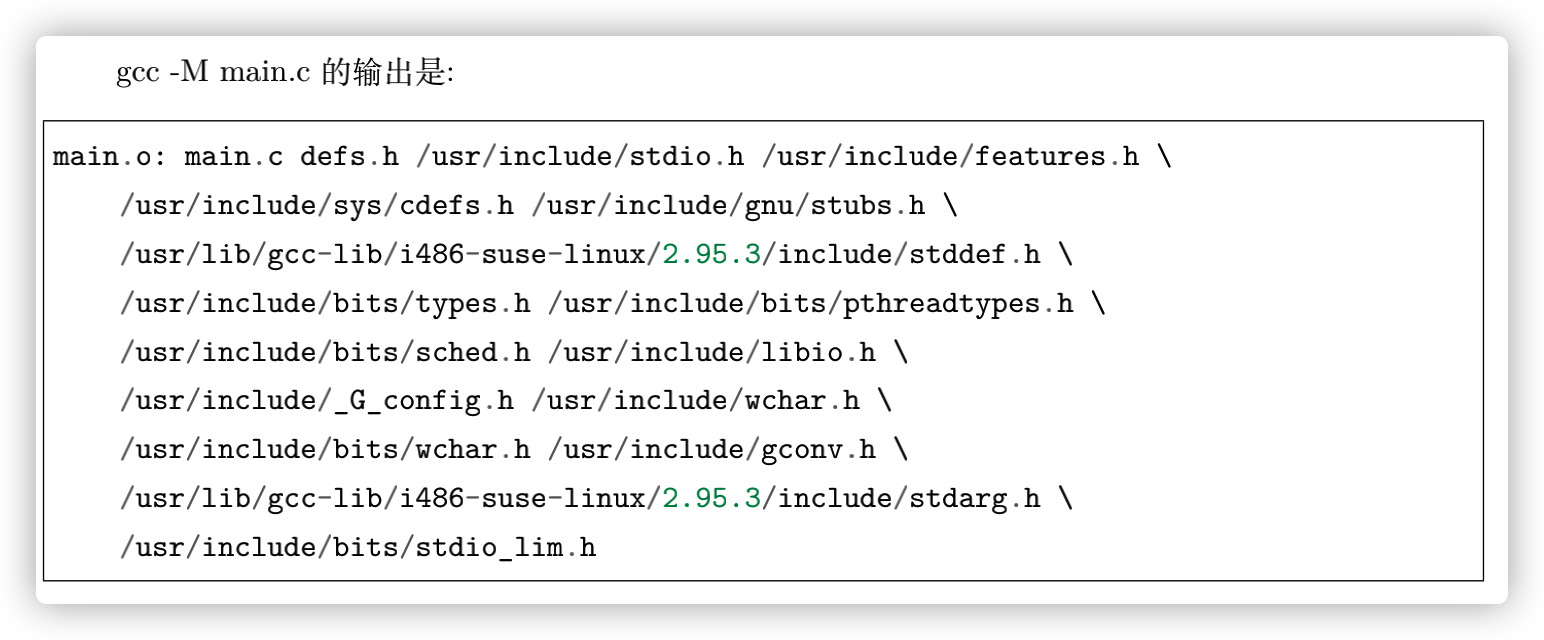 gcc -M main.c 的输出是:
main.o: main.c defs.h /usr/include/stdio.h /usr/include/features.h \
/usr/include/sys/cdefs.h /usr/include/gnu/stubs.h \
/usr/lib/gcc-lib/i486-suse-linux/2.95.3/include/stddef.h \
/usr/include/bits/types.h /usr/include/bits/pthreadtypes.h \
/usr/include/bits/sched.h /usr/include/libio.h \
/usr/include/_G_config.h /usr/include/wchar.h \
/usr/include/bits/wchar.h /usr/include/gconv.h \
/usr/lib/gcc-lib/i486-suse-linux/2.95.3/include/stdarg.h \
/usr/include/bits/stdio_lim.h